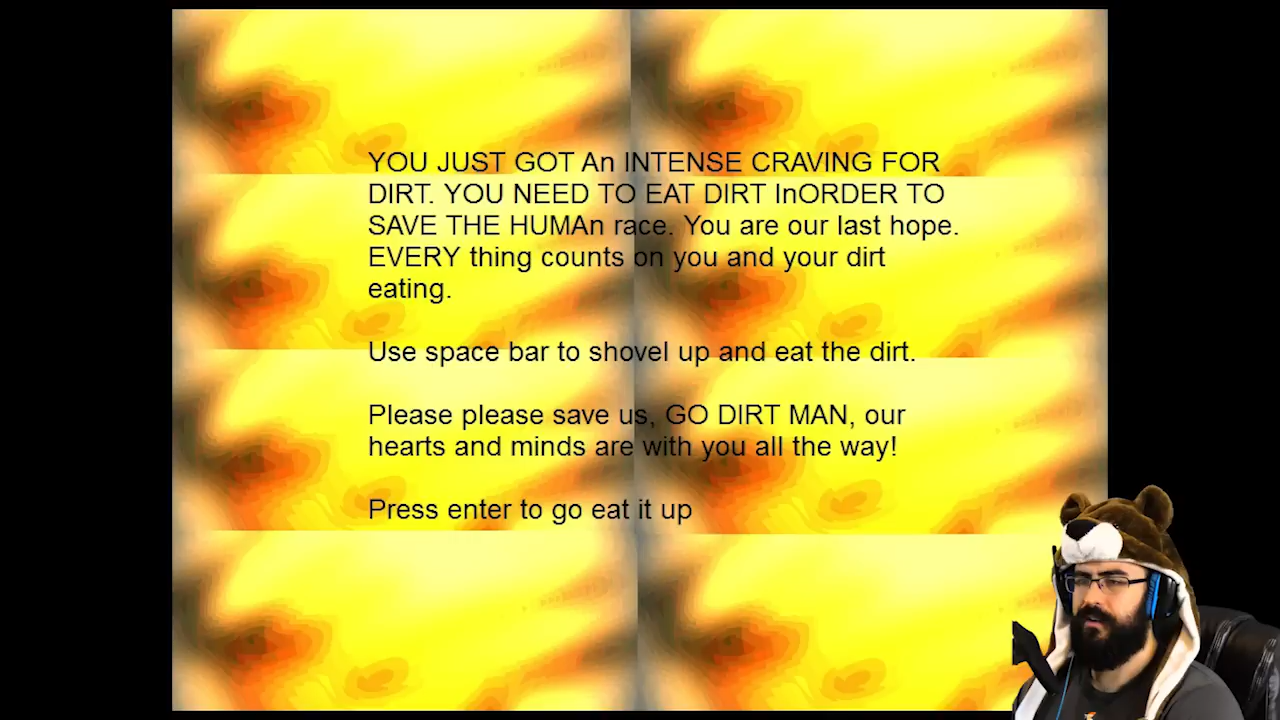 YOU JUST GOT An INTENSE CRAVING FOR
DIRT. YOU NEED TO EAT DIRT InORDER TO
SAVE THE HUMAn race. You are our last hope.
EVERY thing counts on you and your dirt
eating.
Use space bar to shovel up and eat the dirt.
Please please save us, GO DIRT MAN, our
hearts and minds are with you all the way!
Press enter to go eat it up